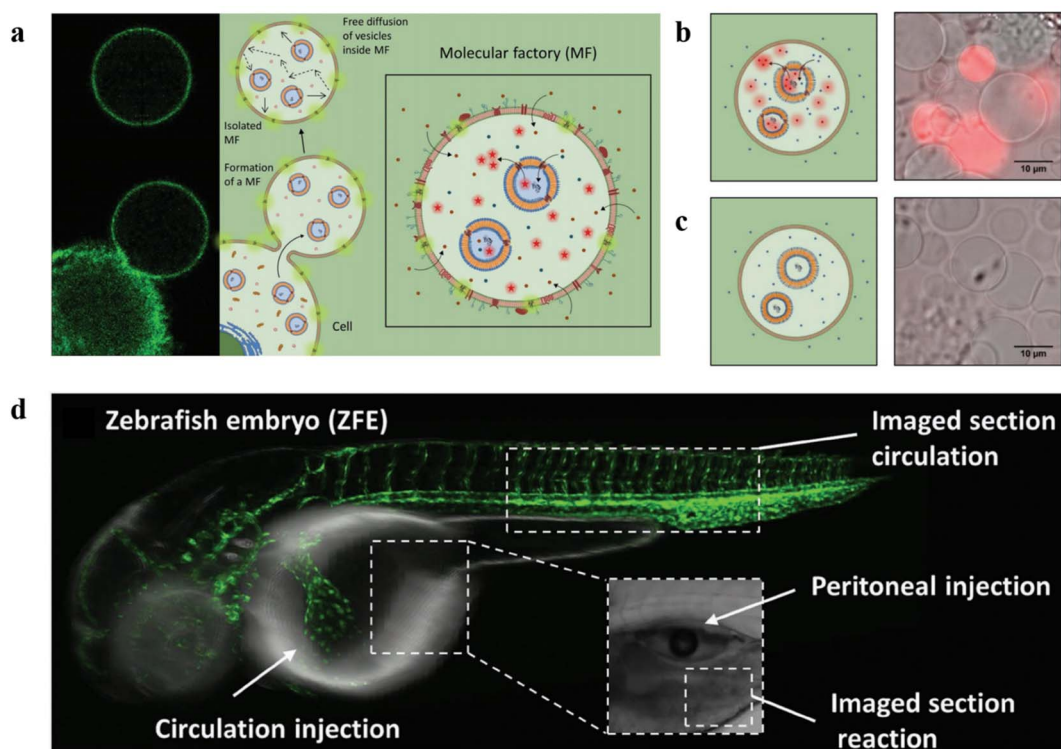 a
Free diffusion
of vesicles
inside MF
Isolated
MF
Formation
of a MF
Cell
Molecular factory (MF)
b
10 µm
c
10 µm
d
Zebrafish embryo (ZFE)
Imaged section
circulation
Peritoneal injection
Circulation injection
Imaged section
reaction